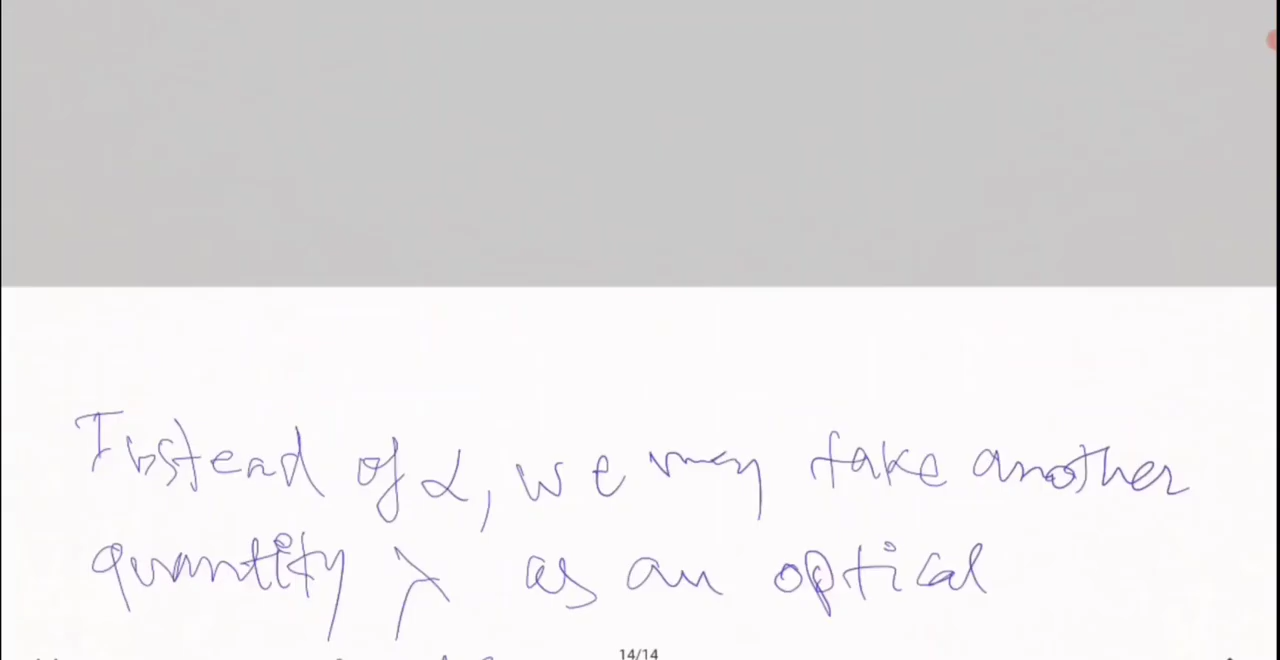 Instead of α, we may take another
quantity λ as an optical
14/14